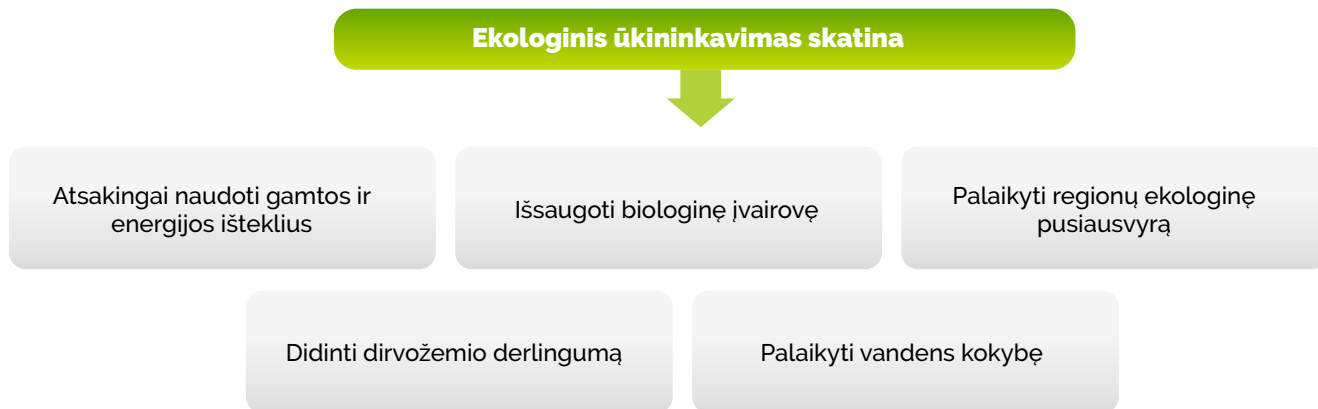 Ekologinis ūkininkavimas skatina
Atsakingai naudoti gamtos ir
energijos išteklius
Išsaugoti biologinę įvairovę
Palaikyti regionų ekologinę
pusiausvyrą
Didinti dirvožemio derlingumą
Palaikyti vandens kokybę